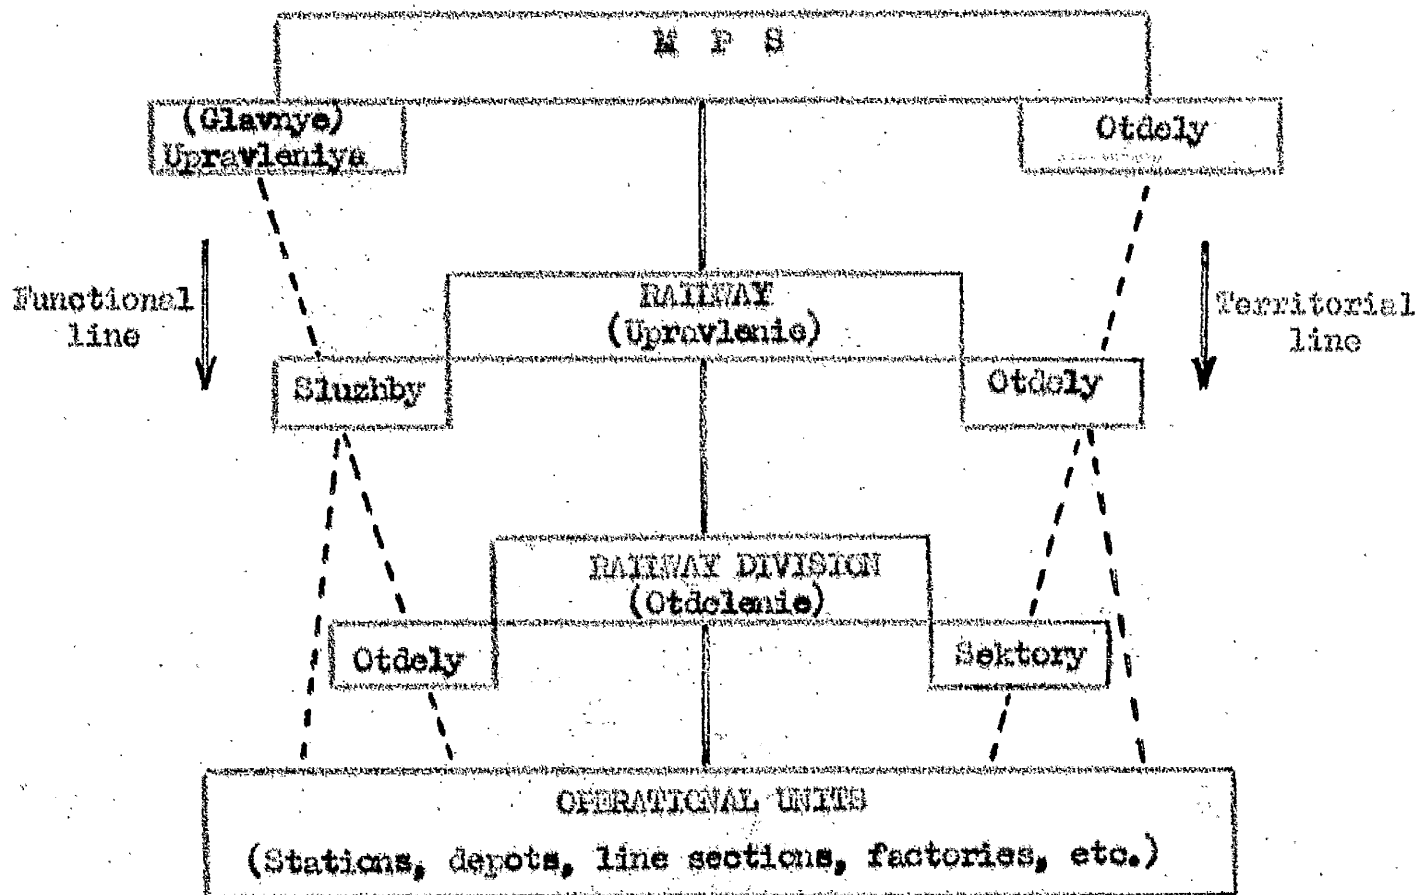 M P S
(Glavnye)
Upravleniya
Otdely
Functional
line
Territorial
line
RAILWAY
(Upravlenie)
Sluzhby
Otdely
RAILWAY DIVISION
(Otdelenie)
Otdely
Sektory
OPERATIONAL UNITS
(Stations, depots, line sections, factories, etc.)